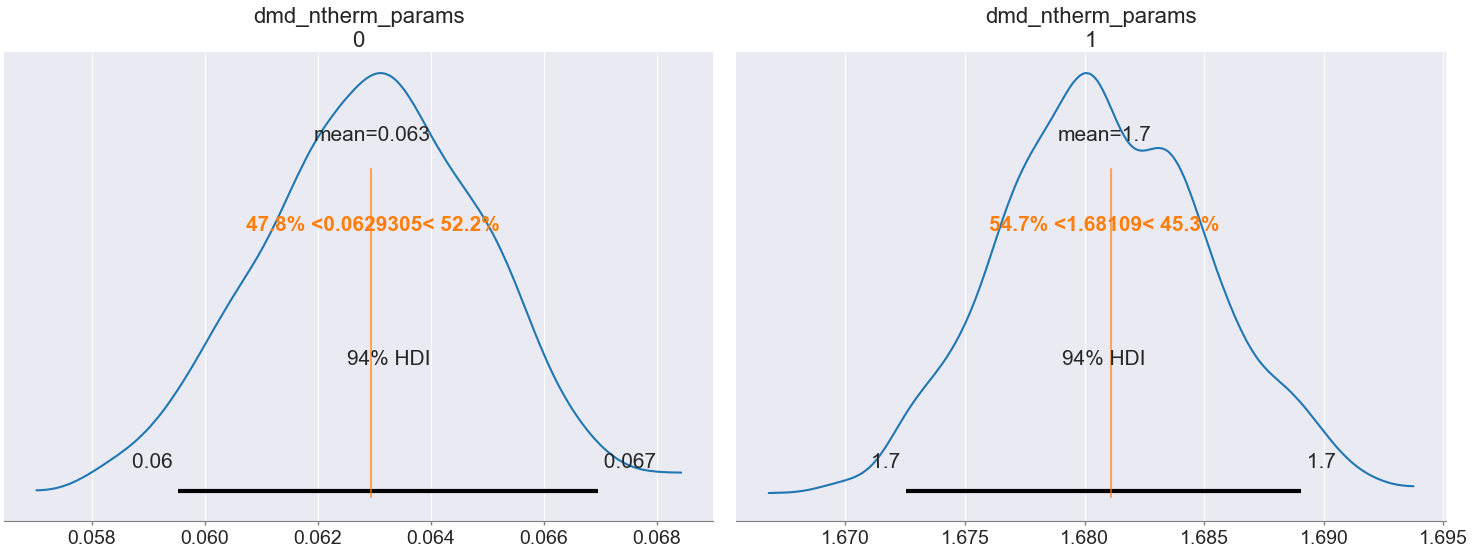 dmd_ntherm_params
0
mean=0.063
47.8% <0.0629305< 52.2%
94% HDI
0.06
0.067
0.058 0.060 0.062 0.064 0.066 0.068
dmd_ntherm_params
1
mean=1.7
54.7% <1.68109< 45.3%
94% HDI
1.7
1.7
1.670 1.675 1.680 1.685 1.690 1.695